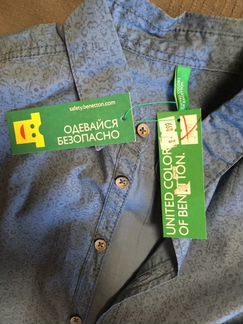 safety.benetton.com
ОДЕВАЙСЯ
БЕЗОПАСНО
UNITED COLORS
OF BENETTON.